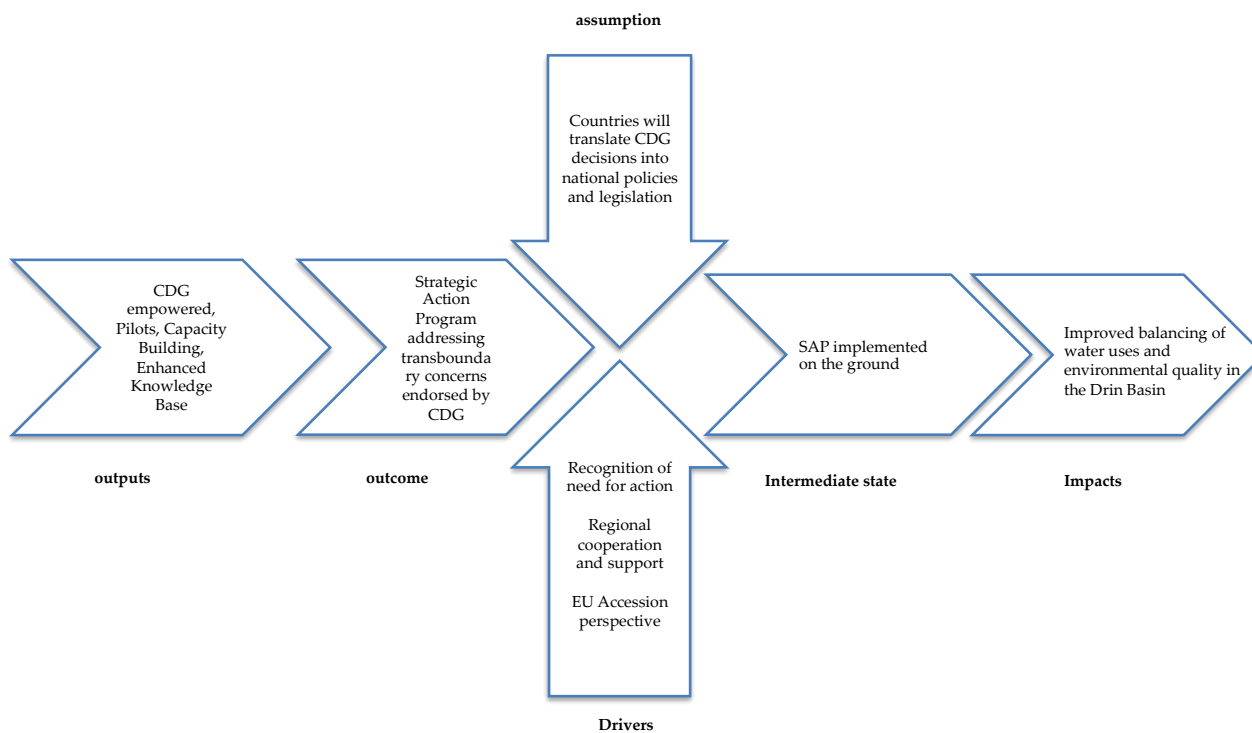 assumption
Countries will
translate CDG
decisions into
national policies
and legislation
CDG
empowered,
Pilots, Capacity
Building,
Enhanced
Knowledge
Base
outputs
Strategic
Action
Program
addressing
transbounda
ry concerns
endorsed by
CDG
outcome
Recognition of
need for action
Regional
cooperation
and support
EU Accession
perspective
Drivers
SAP implemented
on the ground
Intermediate state
Improved balancing of
water uses and
environmental quality in
the Drin Basin
Impacts